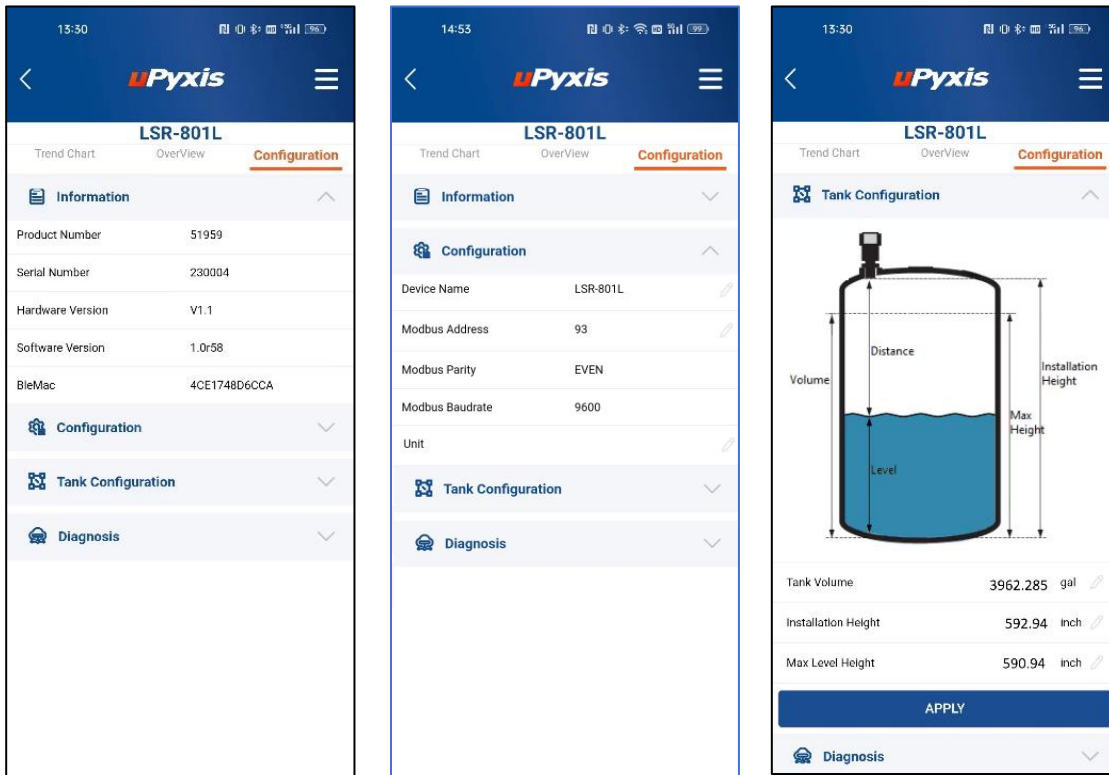 13:30
96
uPyxis
LSR-801L
Trend Chart OverView Configuration
Information
Product Number 51959
Serial Number 230004
Hardware Version V1.1
Software Version 1.0r58
BleMac 4CE1748D6CCA
Configuration
Tank Configuration
Diagnosis
14:53
99
uPyxis
LSR-801L
Trend Chart OverView Configuration
Information
Configuration
Device Name LSR-801L
Modbus Address 93
Modbus Parity EVEN
Modbus Baudrate 9600
Unit
Tank Configuration
Diagnosis
13:30
96
uPyxis
LSR-801L
Trend Chart OverView Configuration
Tank Configuration
Distance
Installation
Height
Volume
Max
Height
Level
Tank Volume 3962.285 gal
Installation Height 592.94 inch
Max Level Height 590.94 inch
APPLY
Diagnosis